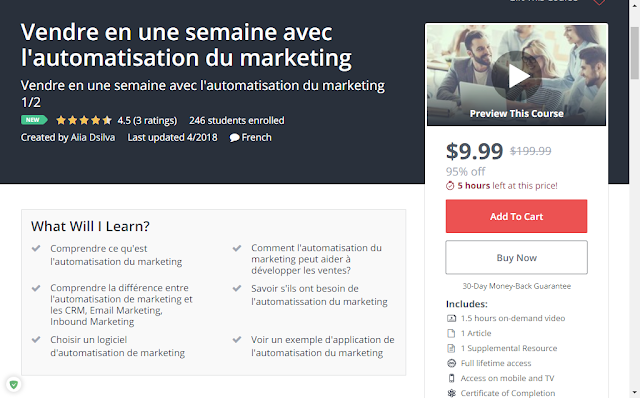 Vendre en une semaine avec
l'automatisation du marketing
Vendre en une semaine avec l'automatisation du marketing
1/2
NEW 4.5 (3 ratings) 246 students enrolled
Created by Aiia Dsilva Last updated 4/2018 French
Preview This Course
$9.99 $199.99
95% off
5 hours left at this price!
Add To Cart
Buy Now
30-Day Money-Back Guarantee
Includes:
1.5 hours on-demand video
1 Article
1 Supplemental Resource
Full lifetime access
Access on mobile and TV
Certificate of Completion
What Will I Learn?
Comprendre ce qu'est
l'automatisation du marketing
Comprendre la différence entre
l'automatisation de marketing et
les CRM, Email Marketing,
Inbound Marketing
Choisir un logiciel
d'automatisation de marketing
Comment l'automatisation du
marketing peut aider à
développer les ventes?
Savoir s'ils ont besoin de
l'automatissation du marketing
Voir un exemple d'application de
l'automatisation du marketing